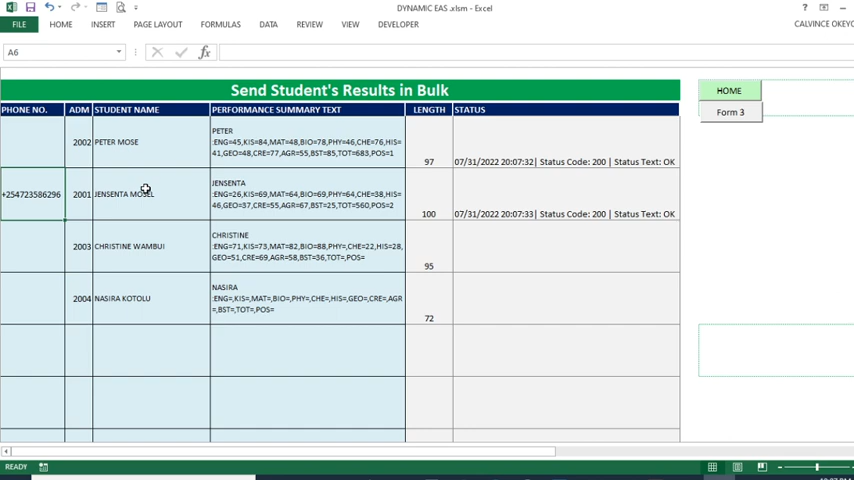 DYNAMIC EAS .xlsm - Excel
FILE HOME INSERT PAGE LAYOUT FORMULAS DATA REVIEW VIEW DEVELOPER
CALVINCE OKEYO
A6
Send Student's Results in Bulk
HOME
Form 3
PHONE NO. ADM STUDENT NAME PERFORMANCE SUMMARY TEXT LENGTH STATUS
2002 PETER MOSE
PETER
:ENG=45,KIS=84,MAT=48,BIO=78,PHY=46,CHE=76,HIS=
41,GEO=48,CRE=77,AGR=55,BST=85,TOT=683,POS=1
97
07/31/2022 20:07:32| Status Code: 200 | Status Text: OK
+254723586296 2001 JENSENTA MOSEL
JENSENTA
:ENG=26,KIS=69,MAT=64,BIO=69,PHY=64,CHE=38,HIS=
46,GEO=37,CRE=55,AGR=67,BST=25,TOT=560,POS=2
100
07/31/2022 20:07:33| Status Code: 200 | Status Text: OK
2003 CHRISTINE WAMBUI
CHRISTINE
:ENG=71,KIS=73,MAT=82,BIO=88,PHY=,CHE=22,HIS=28,
GEO=51,CRE=69,AGR=58,BST=36,TOT=,POS=
95
2004 NASIRA KOTOLU
NASIRA
:ENG=,KIS=,MAT=,BIO=,PHY=,CHE=,HIS=,GEO=,CRE=,AGR
=,BST=,TOT=,POS=
72
READY